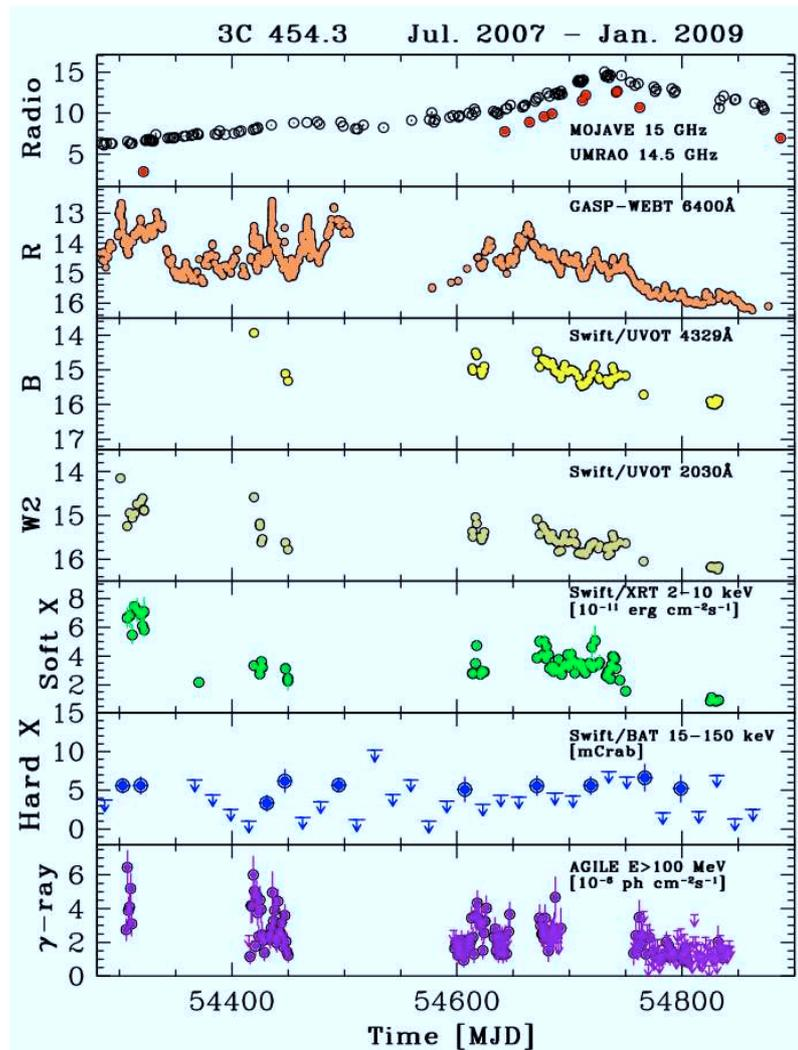 3C 454.3 Jul. 2007 – Jan. 2009
Radio
15
10
5
MOJAVE 15 GHz
UMRAO 14.5 GHz
R
13
14
15
16
GASP-WEBT 6400Å
B
14
15
16
17
Swift/UVOT 4329Å
W2
14
15
16
Swift/UVOT 2030Å
Soft X
8
6
4
2
Swift/XRT 2-10 keV
[10⁻¹¹ erg cm⁻²s⁻¹]
Hard X
15
10
5
0
Swift/BAT 15-150 keV
[mCrab]
γ-ray
6
4
2
0
AGILE E>100 MeV
[10⁻⁶ ph cm⁻²s⁻¹]
54400 54600 54800
Time [MJD]